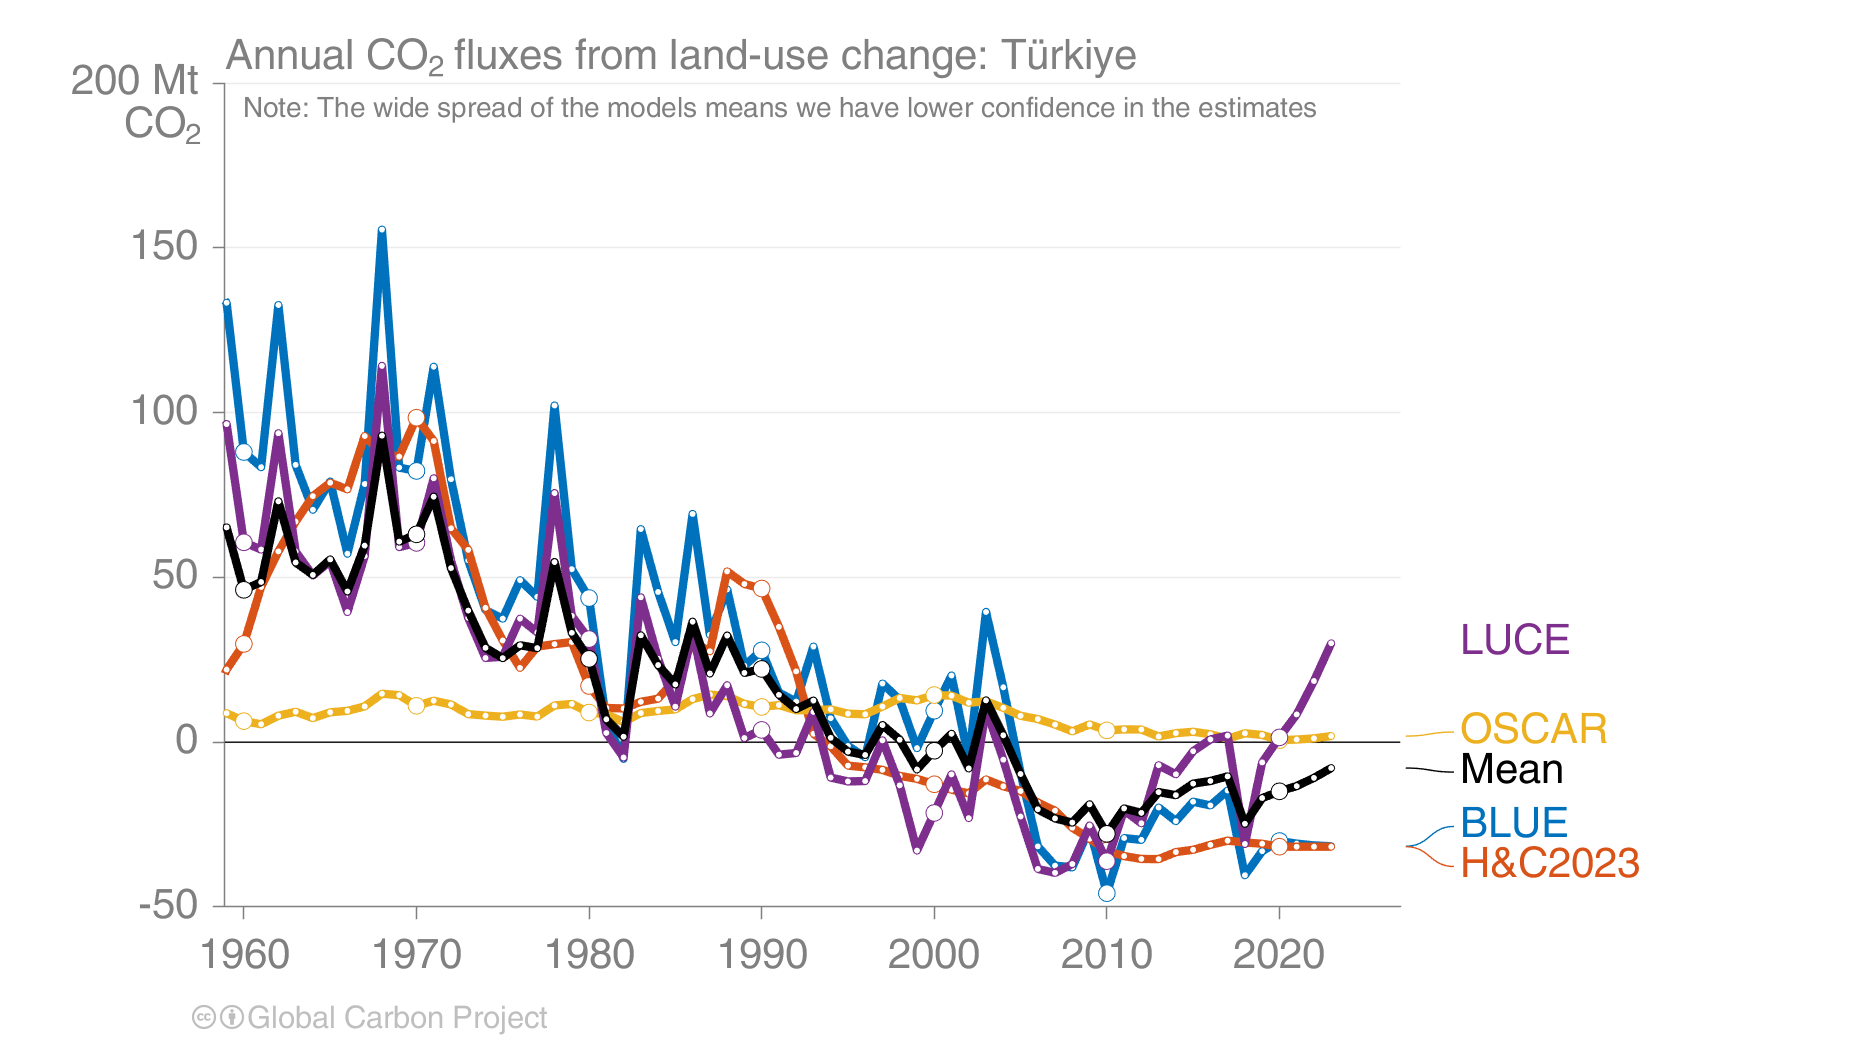 Annual CO₂ fluxes from land-use change: Türkiye
200 Mt
CO₂
Note: The wide spread of the models means we have lower confidence in the estimates
150
100
50
0
-50
1960 1970 1980 1990 2000 2010 2020
LUCE
OSCAR
Mean
BLUE
H&C2023
cc Global Carbon Project